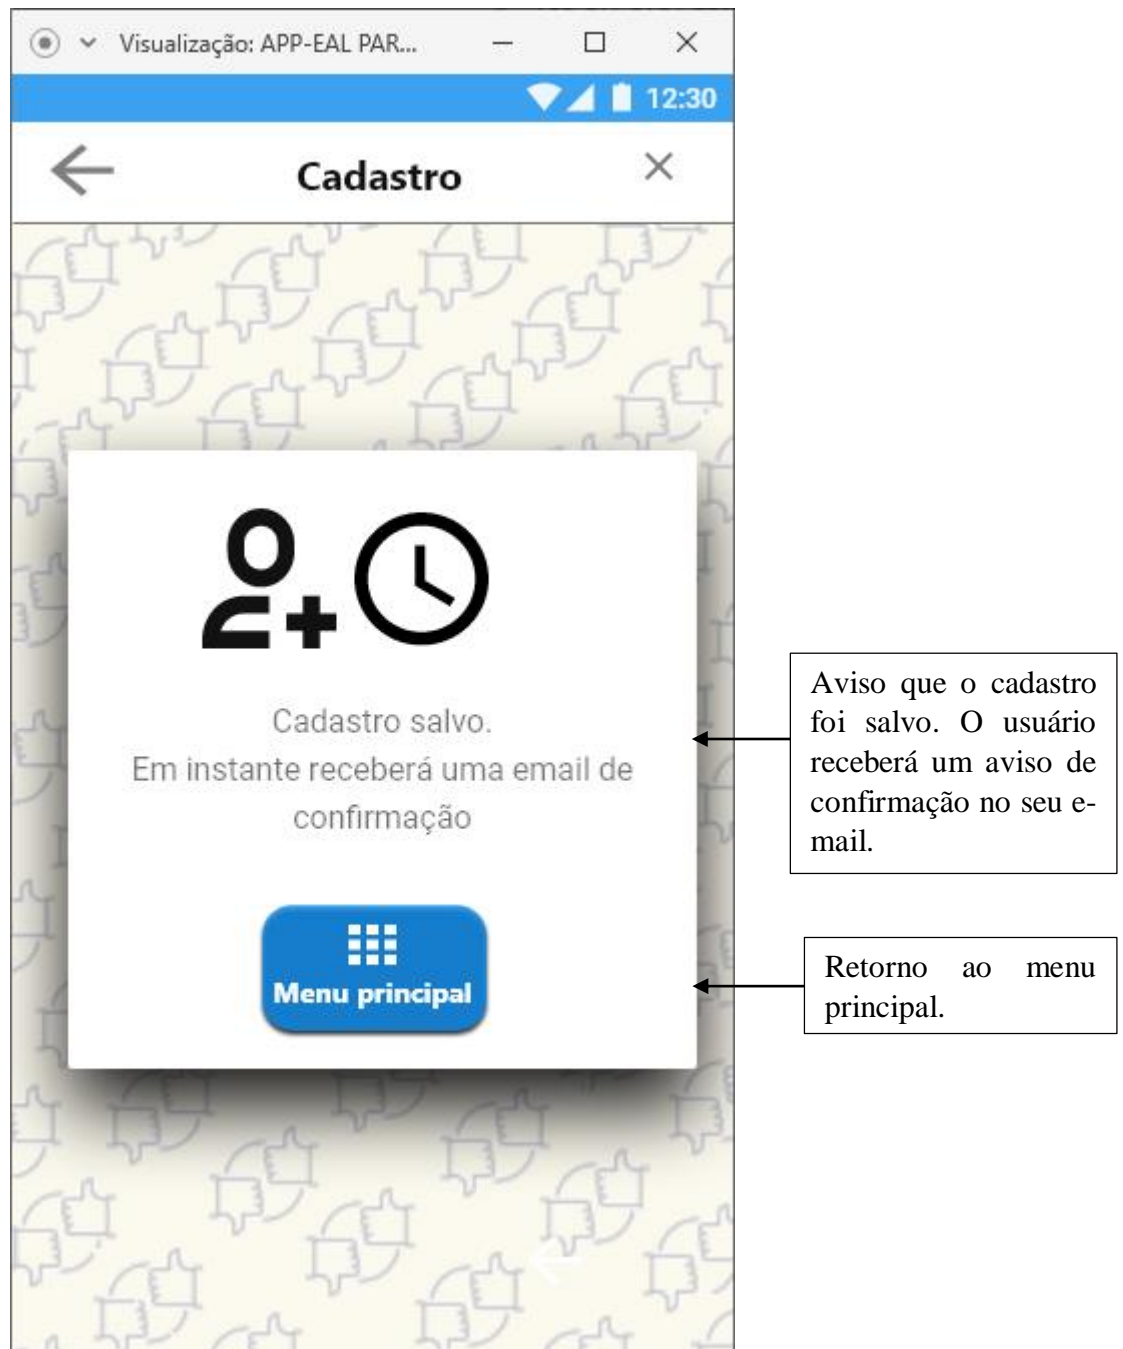 Visualização: APP-EAL PAR...
12:30
Cadastro
Cadastro salvo.
Em instante receberá uma email de
confirmação
Menu principal
Aviso que o cadastro
foi salvo. O usuário
receberá um aviso de
confirmação no seu e-
mail.
Retorno ao menu
principal.